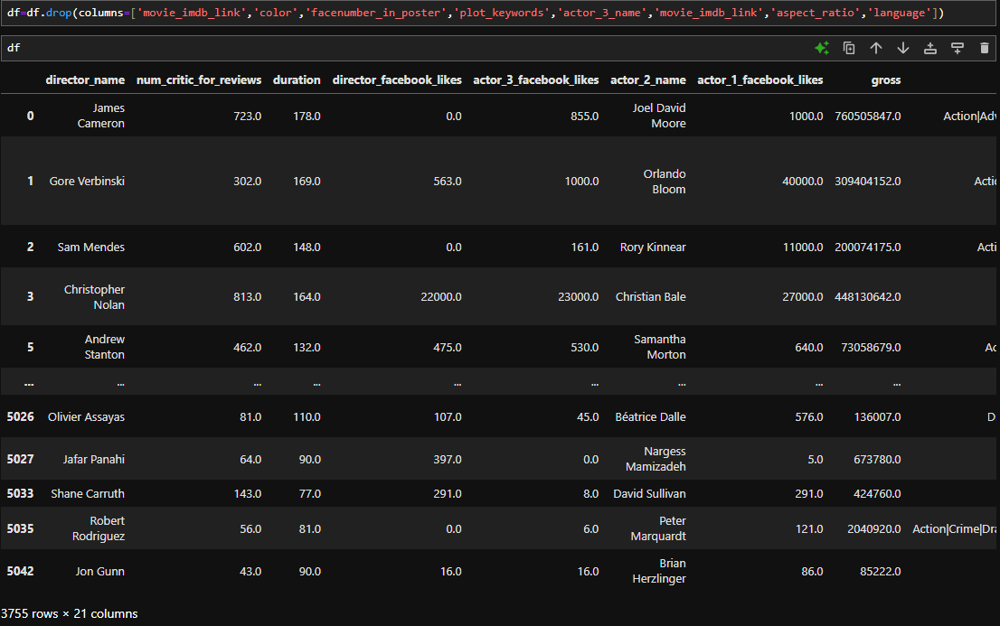 df=df.drop(columns=['movie_imdb_link','color','facenumber_in_poster','plot_keywords','actor_3_name','movie_imdb_link','aspect_ratio','language'])
df
director_name num_critic_for_reviews duration director_facebook_likes actor_3_facebook_likes actor_2_name actor_1_facebook_likes gross
0 James Cameron 723.0 178.0 0.0 855.0 Joel David Moore 1000.0 760505847.0 Action|Adv
1 Gore Verbinski 302.0 169.0 563.0 1000.0 Orlando Bloom 40000.0 309404152.0 Actic
2 Sam Mendes 602.0 148.0 0.0 161.0 Rory Kinnear 11000.0 200074175.0 Acti
3 Christopher Nolan 813.0 164.0 22000.0 23000.0 Christian Bale 27000.0 448130642.0
5 Andrew Stanton 462.0 132.0 475.0 530.0 Samantha Morton 640.0 73058679.0 Ac
... ... ... ... ... ... ... ... ...
5026 Olivier Assayas 81.0 110.0 107.0 45.0 Béatrice Dalle 576.0 136007.0 D
5027 Jafar Panahi 64.0 90.0 397.0 0.0 Nargess Mamizadeh 5.0 673780.0
5033 Shane Carruth 143.0 77.0 291.0 8.0 David Sullivan 291.0 424760.0
5035 Robert Rodriguez 56.0 81.0 0.0 6.0 Peter Marquardt 121.0 2040920.0 Action|Crime|Dra
5042 Jon Gunn 43.0 90.0 16.0 16.0 Brian Herzlinger 86.0 85222.0
3755 rows × 21 columns